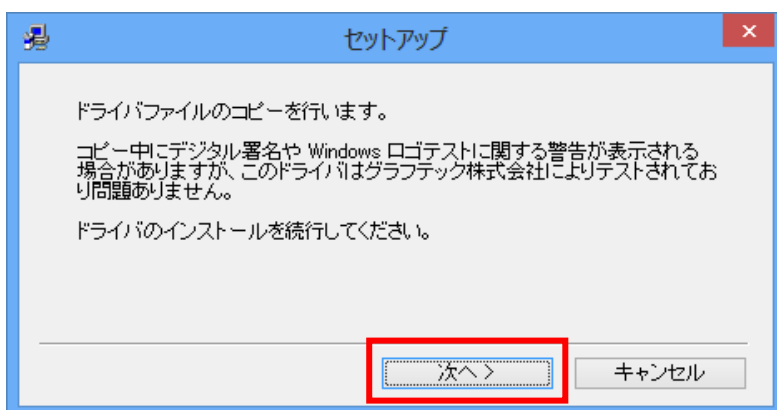 セットアップ
ドライバファイルのコピーを行います。
コピー中にデジタル署名や Windows ロゴテストに関する警告が表示される
場合がありますが、このドライバはグラフテック株式会社によりテストされてお
り問題ありません。
ドライバのインストールを続行してください。
次へ >
キャンセル